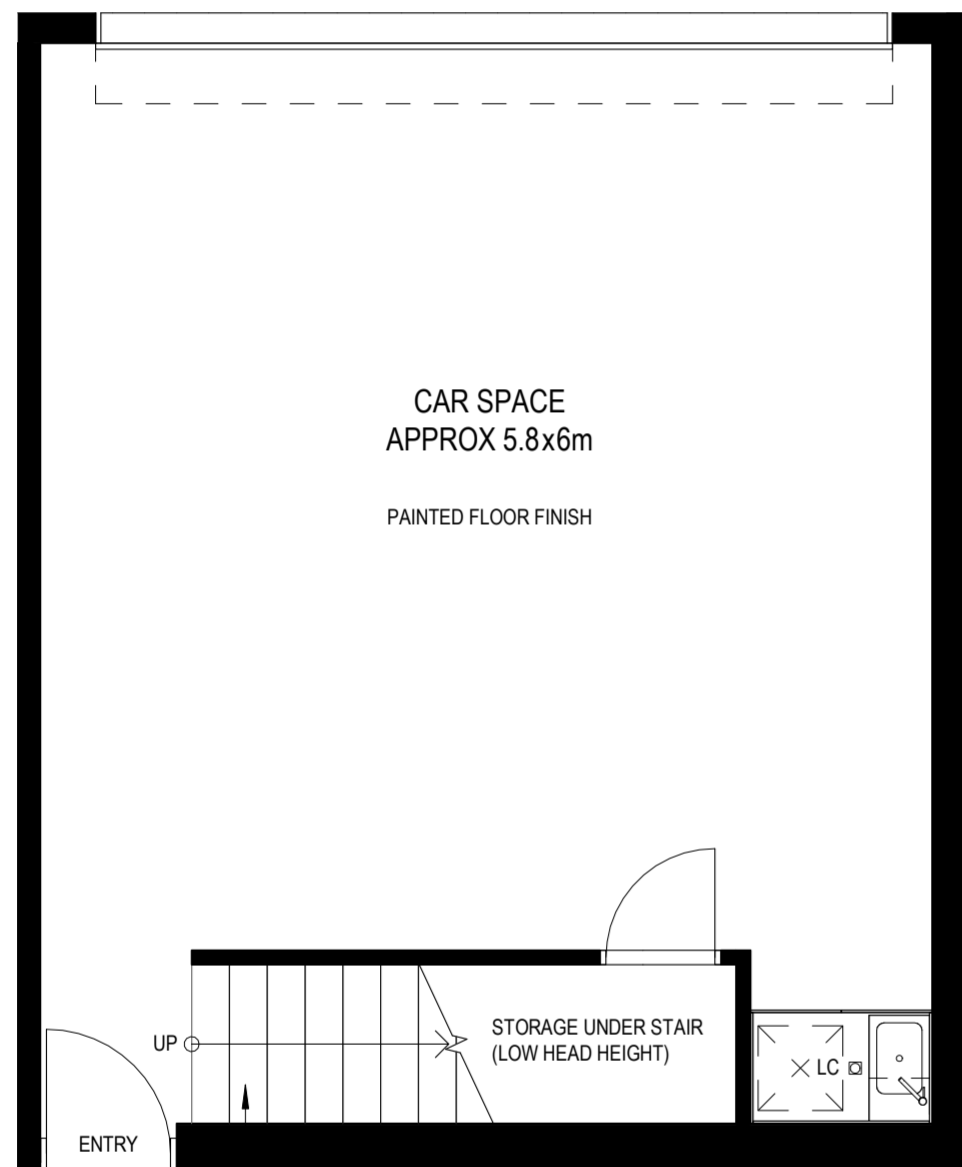 CAR SPACE
APPROX 5.8x6m
PAINTED FLOOR FINISH
UP
STORAGE UNDER STAIR
(LOW HEAD HEIGHT)
LC
ENTRY